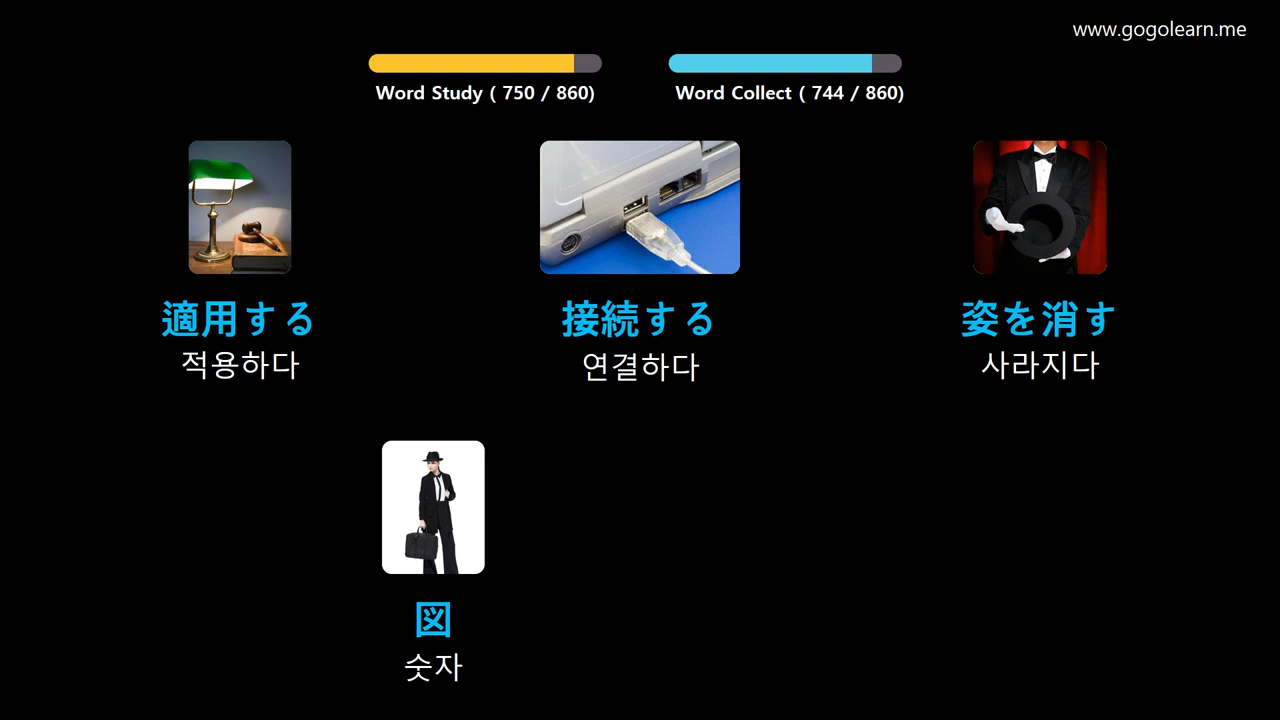 www.gogolearn.me
Word Study ( 750 / 860)
Word Collect ( 744 / 860)
適用する
적용하다
接続する
연결하다
姿を消す
사라지다
図
숫자